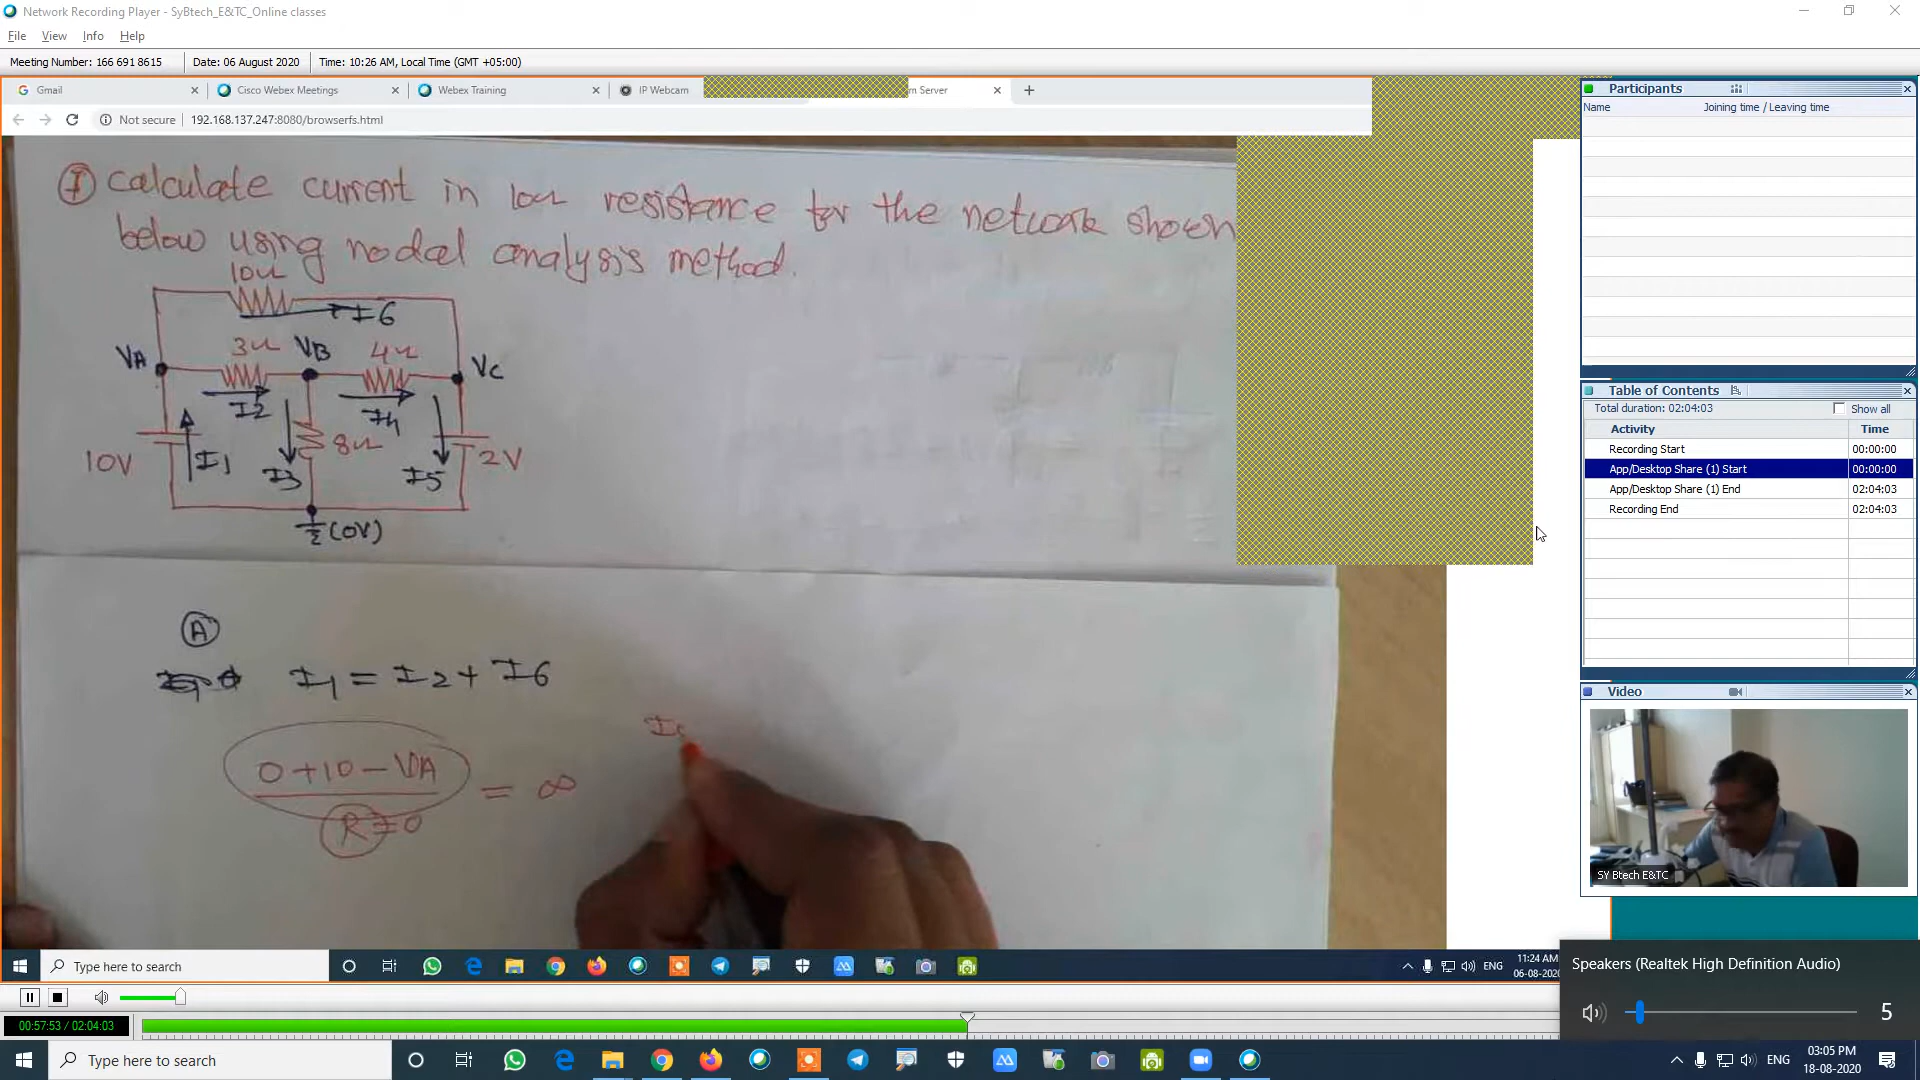 Network Recording Player - SyBtech_E&TC_Online classes
File View Info Help
Meeting Number: 166 691 8615 Date: 06 August 2020 Time: 10:26 AM, Local Time (GMT +05:00)
Gmail Cisco Webex Meetings Webex Training IP Webcam m Server
Not secure 192.168.137.247:8080/browserfs.html
① Calculate current in 10Ω resistance for the network shown
below using nodal analysis method.
10Ω
I6
VA 3Ω VB 4Ω VC
I2 I4
10V I1 I3 8Ω I5 2V
(0V)
A
I1 = I2 + I6
0+10-VA
= ∞
R=0
Participants
Name Joining time / Leaving time
Table of Contents
Total duration: 02:04:03 Show all
Activity Time
Recording Start 00:00:00
App/Desktop Share (1) Start 00:00:00
App/Desktop Share (1) End 02:04:03
Recording End 02:04:03
Video
SY Btech E&TC
Type here to search
ENG 11:24 AM
06-08-2020
Speakers (Realtek High Definition Audio)
5
00:57:53 / 02:04:03
Type here to search
ENG 03:05 PM
18-08-2020